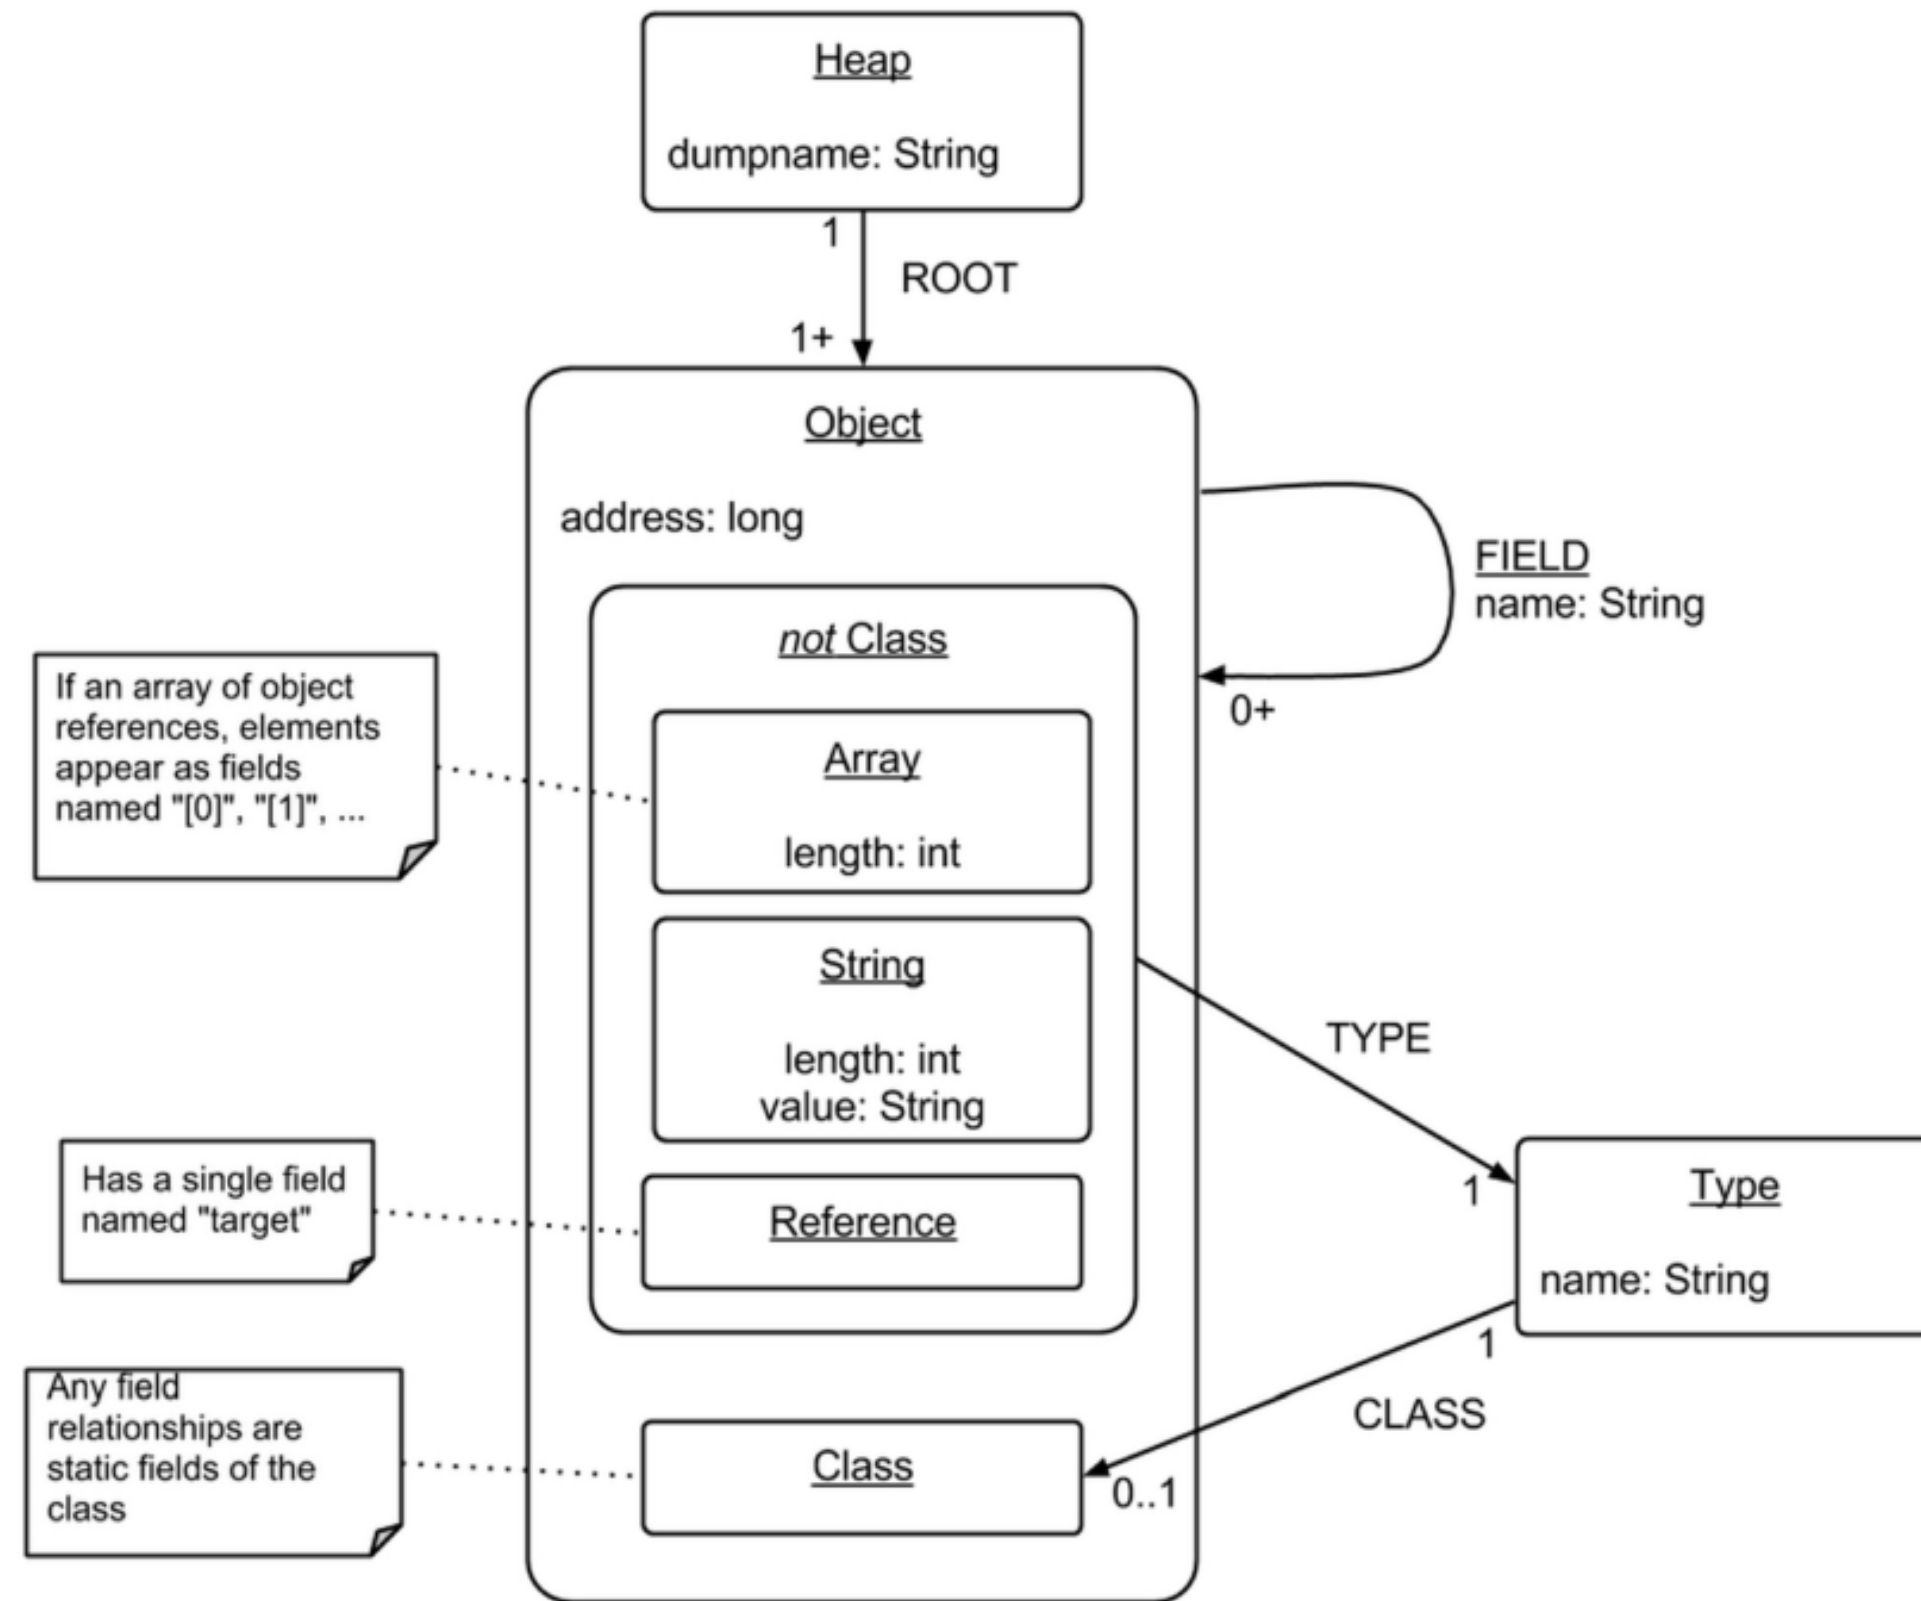 Heap
dumpname: String
1
ROOT
1+
Object
address: long
FIELD
name: String
0+
not Class
If an array of object
references, elements
appear as fields
named "[0]", "[1]", ...
Array
length: int
String
length: int
value: String
TYPE
1
Type
name: String
1
Has a single field
named "target"
Reference
CLASS
Any field
relationships are
static fields of the
class
Class
0..1